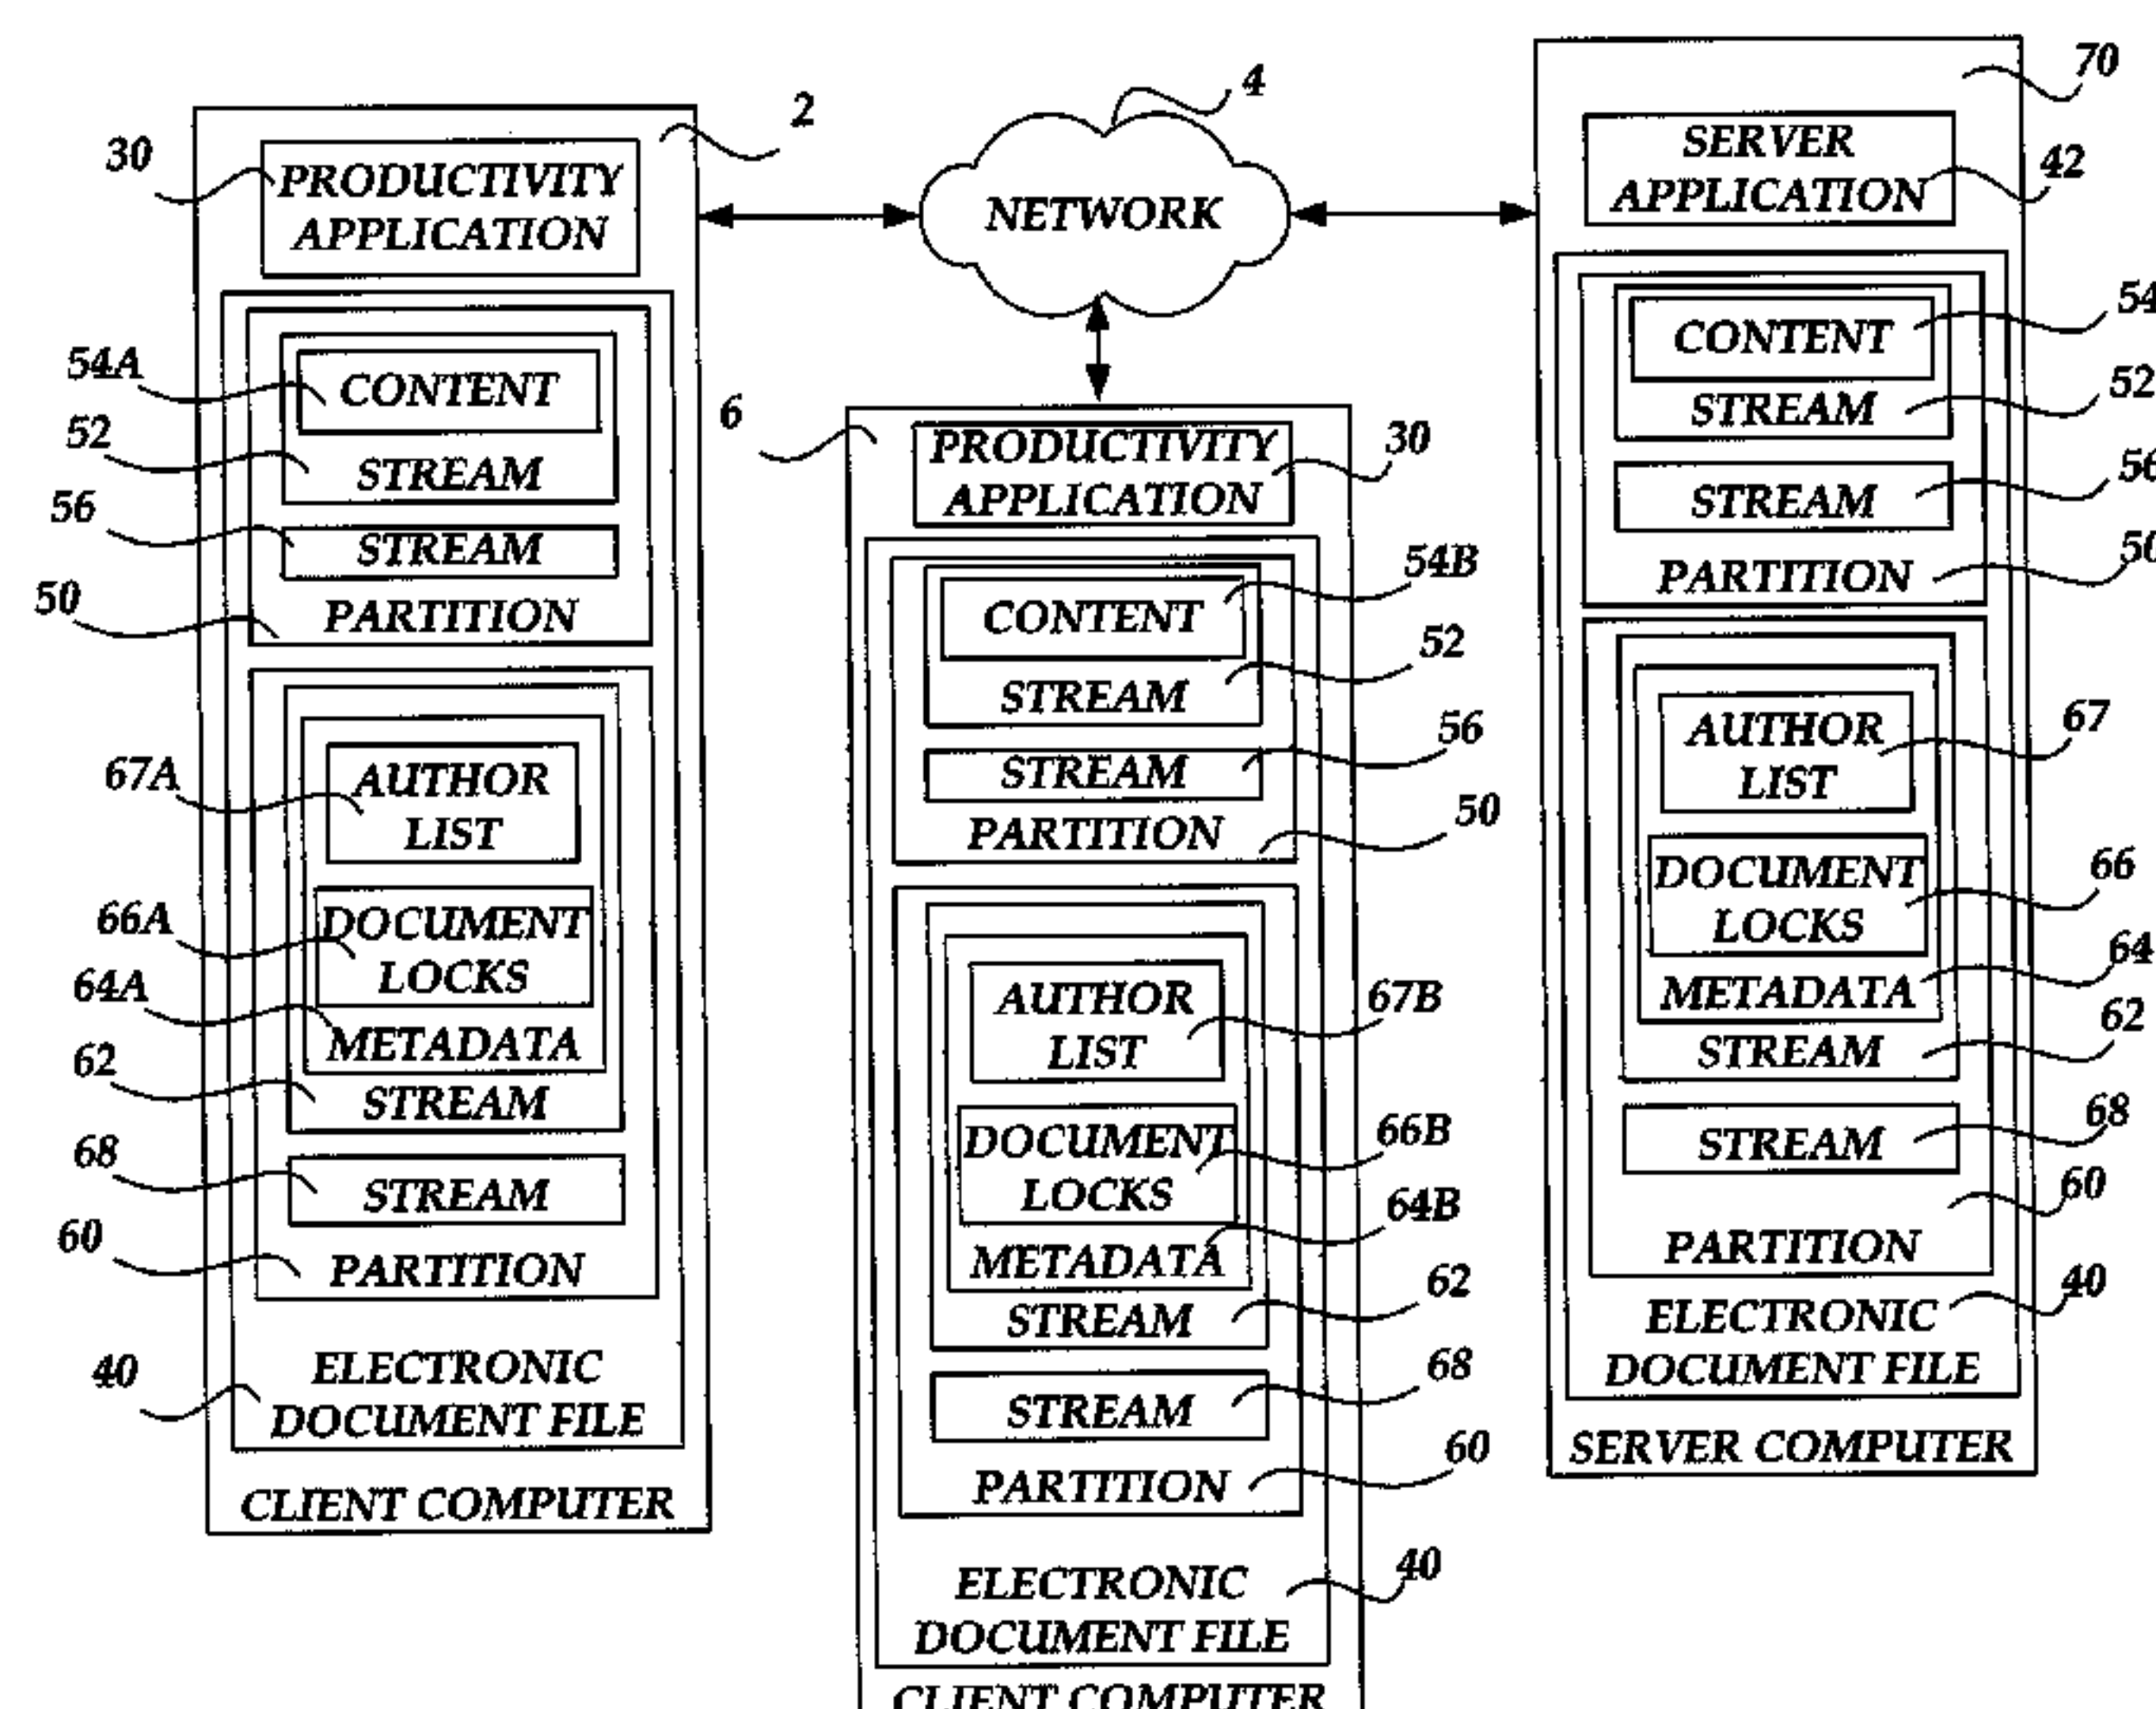 2
30
PRODUCTIVITY
APPLICATION
54A
CONTENT
52
STREAM
56
STREAM
50
PARTITION
67A
AUTHOR
LIST
66A
DOCUMENT
LOCKS
64A
METADATA
62
STREAM
68
STREAM
60
PARTITION
40
ELECTRONIC
DOCUMENT FILE
CLIENT COMPUTER
4
NETWORK
6
PRODUCTIVITY
APPLICATION
30
CONTENT
54B
STREAM
52
STREAM
56
PARTITION
50
AUTHOR
LIST
67B
DOCUMENT
LOCKS
66B
METADATA
64B
STREAM
62
STREAM
68
PARTITION
60
ELECTRONIC
DOCUMENT FILE
40
CLIENT COMPUTER
70
SERVER
APPLICATION
42
CONTENT
54
STREAM
52
STREAM
56
PARTITION
50
AUTHOR
LIST
67
DOCUMENT
LOCKS
66
METADATA
64
STREAM
62
STREAM
68
PARTITION
60
ELECTRONIC
DOCUMENT FILE
40
SERVER COMPUTER